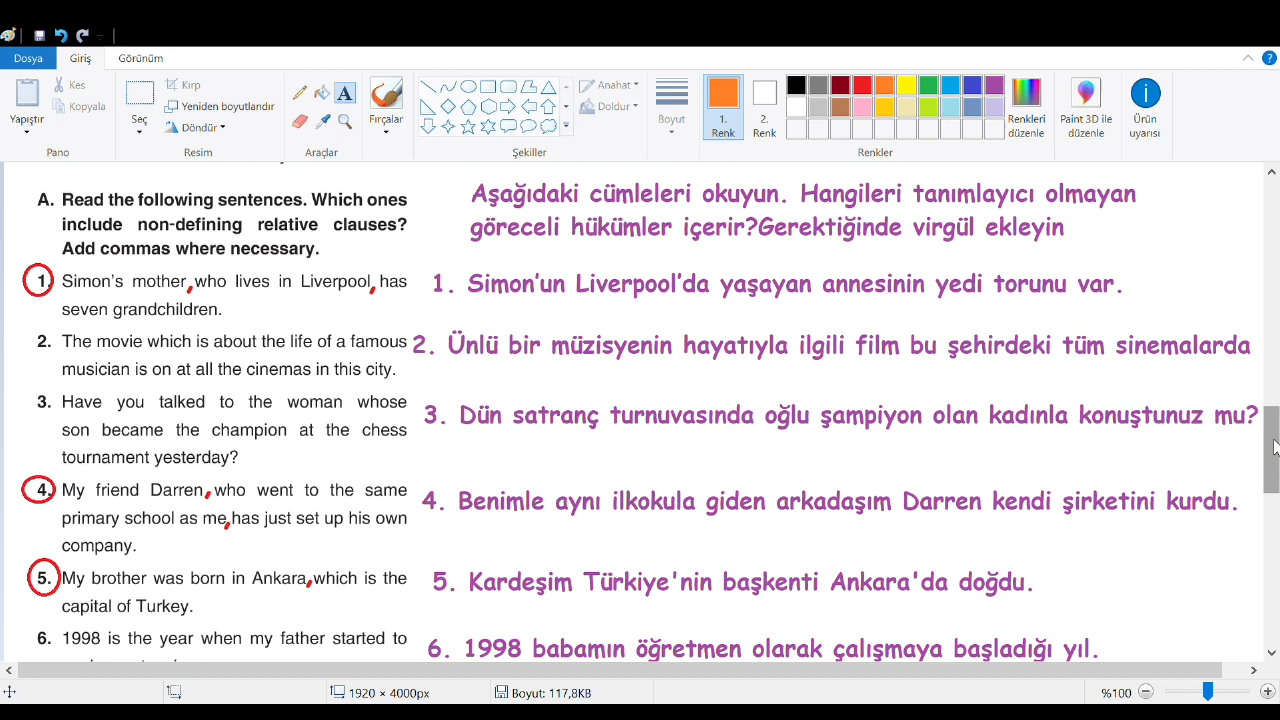 Dosya Giriş Görünüm
Yapıştır
Kes
Kopyala
Pano
Seç
Kırp
Yeniden boyutlandır
Döndür
Resim
A
Araçlar
Fırçalar
Şekiller
Anahat
Doldur
Boyut
1. Renk
2. Renk
Renkler
Renkleri düzenle
Paint 3D ile düzenle
Ürün uyarısı
A. Read the following sentences. Which ones
include non-defining relative clauses?
Add commas where necessary.
1. Simon's mother, who lives in Liverpool, has
seven grandchildren.
2. The movie which is about the life of a famous
musician is on at all the cinemas in this city.
3. Have you talked to the woman whose
son became the champion at the chess
tournament yesterday?
4. My friend Darren, who went to the same
primary school as me, has just set up his own
company.
5. My brother was born in Ankara, which is the
capital of Turkey.
6. 1998 is the year when my father started to
Aşağıdaki cümleleri okuyun. Hangileri tanımlayıcı olmayan
göreceli hükümler içerir?Gerektiğinde virgül ekleyin
1. Simon'un Liverpool'da yaşayan annesinin yedi torunu var.
2. Ünlü bir müzisyenin hayatıyla ilgili film bu şehirdeki tüm sinemalarda
3. Dün satranç turnuvasında oğlu şampiyon olan kadınla konuştunuz mu?
4. Benimle aynı ilkokula giden arkadaşım Darren kendi şirketini kurdu.
5. Kardeşim Türkiye'nin başkenti Ankara'da doğdu.
6. 1998 babamın öğretmen olarak çalışmaya başladığı yıl.
1920 × 4000px
Boyut: 117,8KB
%100